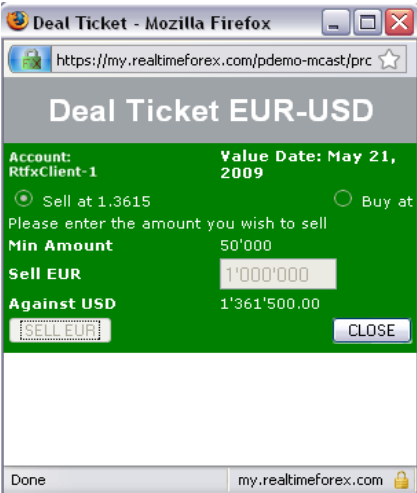 Deal Ticket - Mozilla Firefox
https://my.realtimeforex.com/pdemo-mcast/prc
Deal Ticket EUR-USD
Account: Value Date: May 21,
RtfxClient-1 2009
Sell at 1.3615 Buy at
Please enter the amount you wish to sell
Min Amount 50'000
Sell EUR 1'000'000
Against USD 1'361'500.00
SELL EUR CLOSE
Done my.realtimeforex.com